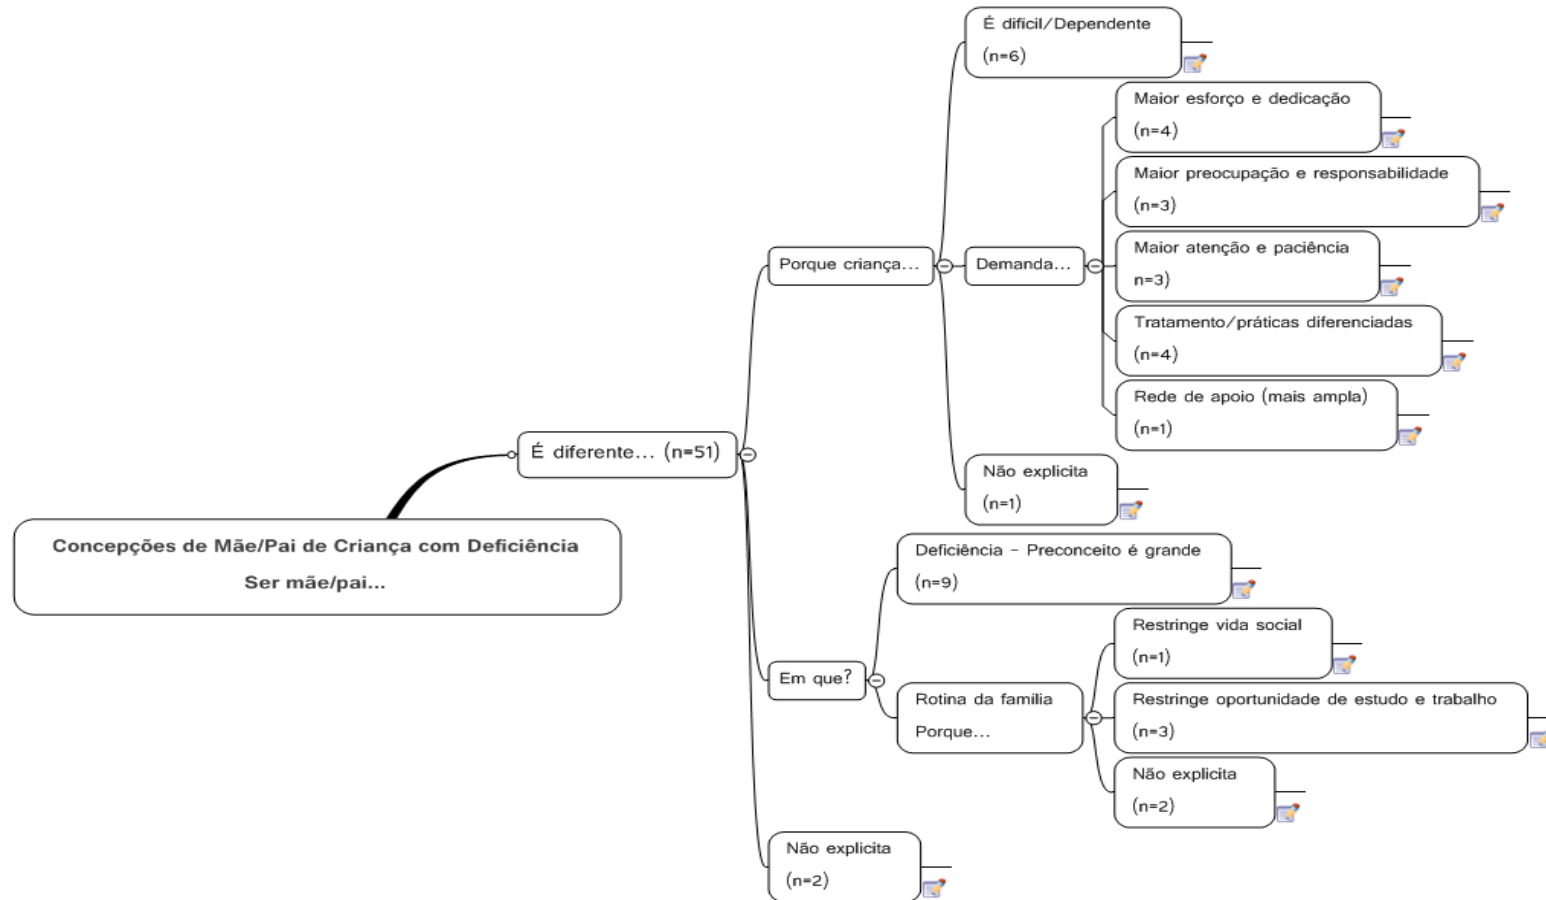 É difícil/Dependente
(n=6)
Maior esforço e dedicação
(n=4)
Maior preocupação e responsabilidade
(n=3)
Porque criança...
Demanda...
Maior atenção e paciência
n=3)
Tratamento/práticas diferenciadas
(n=4)
Rede de apoio (mais ampla)
(n=1)
Não explicita
(n=1)
É diferente... (n=51)
Concepções de Mãe/Pai de Criança com Deficiência
Ser mãe/pai...
Deficiência - Preconceito é grande
(n=9)
Em que?
Rotina da familia
Porque...
Restringe vida social
(n=1)
Restringe oportunidade de estudo e trabalho
(n=3)
Não explicita
(n=2)
Não explicita
(n=2)